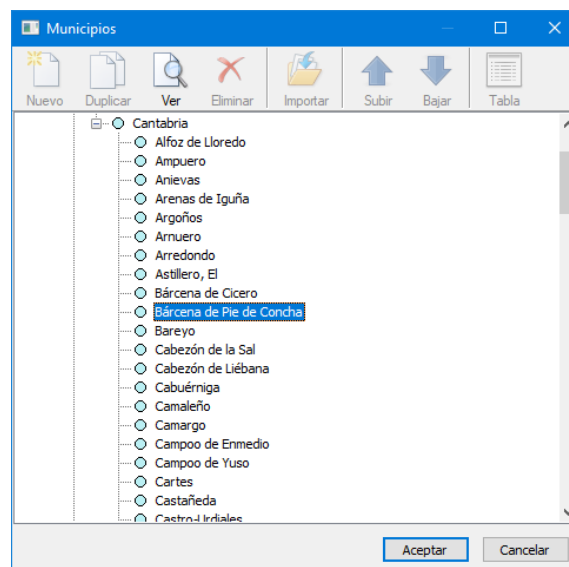 Municipios
Nuevo Duplicar Ver Eliminar Importar Subir Bajar Tabla
Cantabria
Alfoz de Lloredo
Ampuero
Anievas
Arenas de Iguña
Argoños
Arnuero
Arredondo
Astillero, El
Bárcena de Cicero
Bárcena de Pie de Concha
Bareyo
Cabezón de la Sal
Cabezón de Liébana
Cabuérniga
Camaleño
Camargo
Campoo de Enmedio
Campoo de Yuso
Cartes
Castañeda
Castro-Urdiales
Aceptar Cancelar